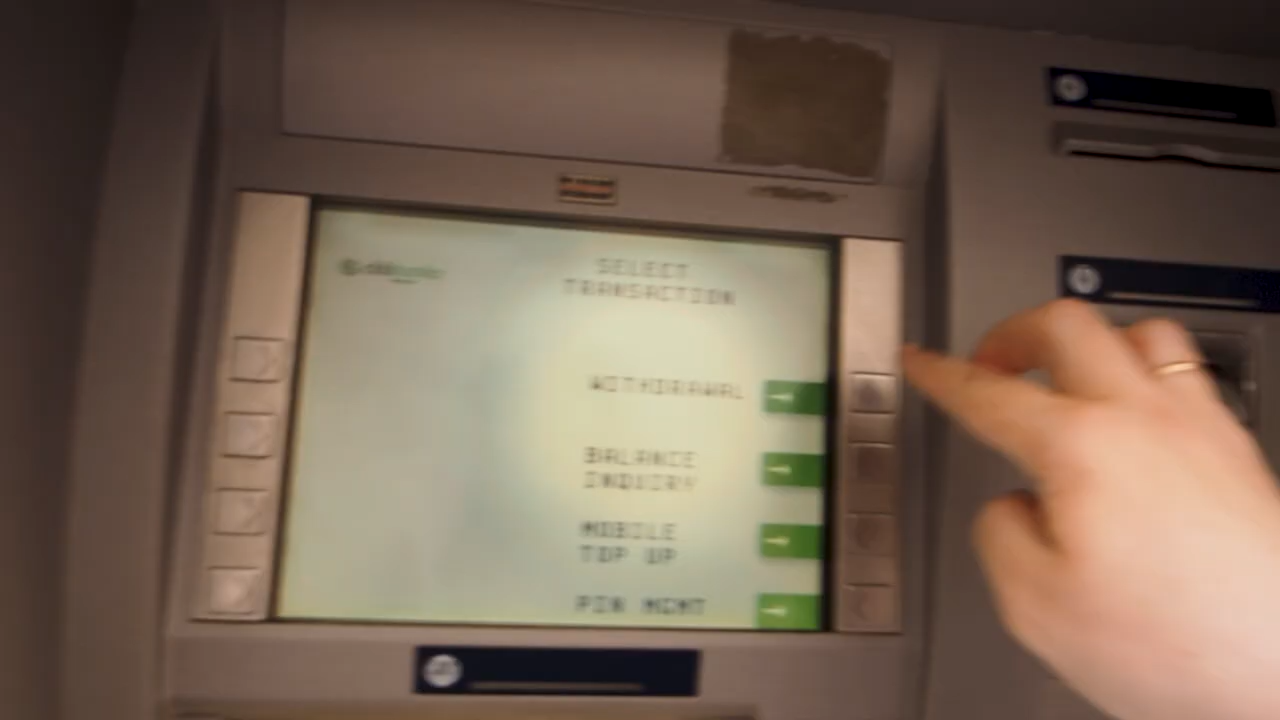 SELECT
TRANSACTION
WITHDRAWAL
BALANCE
INQUIRY
MOBILE
TOP UP
PIN MGMT